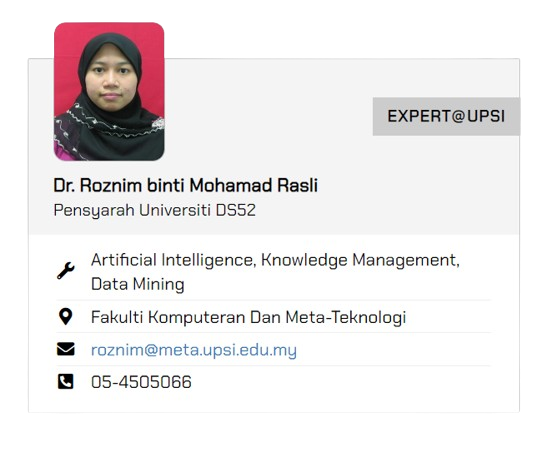 EXPERT@UPSI
Dr. Roznim binti Mohamad Rasli
Pensyarah Universiti DS52
Artificial Intelligence, Knowledge Management,
Data Mining
Fakulti Komputeran Dan Meta-Teknologi
roznim@meta.upsi.edu.my
05-4505066